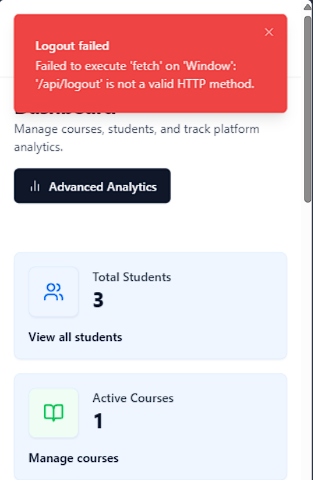 Logout failed
Failed to execute 'fetch' on 'Window':
'/api/logout' is not a valid HTTP method.
Dashboard
Manage courses, students, and track platform
analytics.
Advanced Analytics
Total Students
3
View all students
Active Courses
1
Manage courses